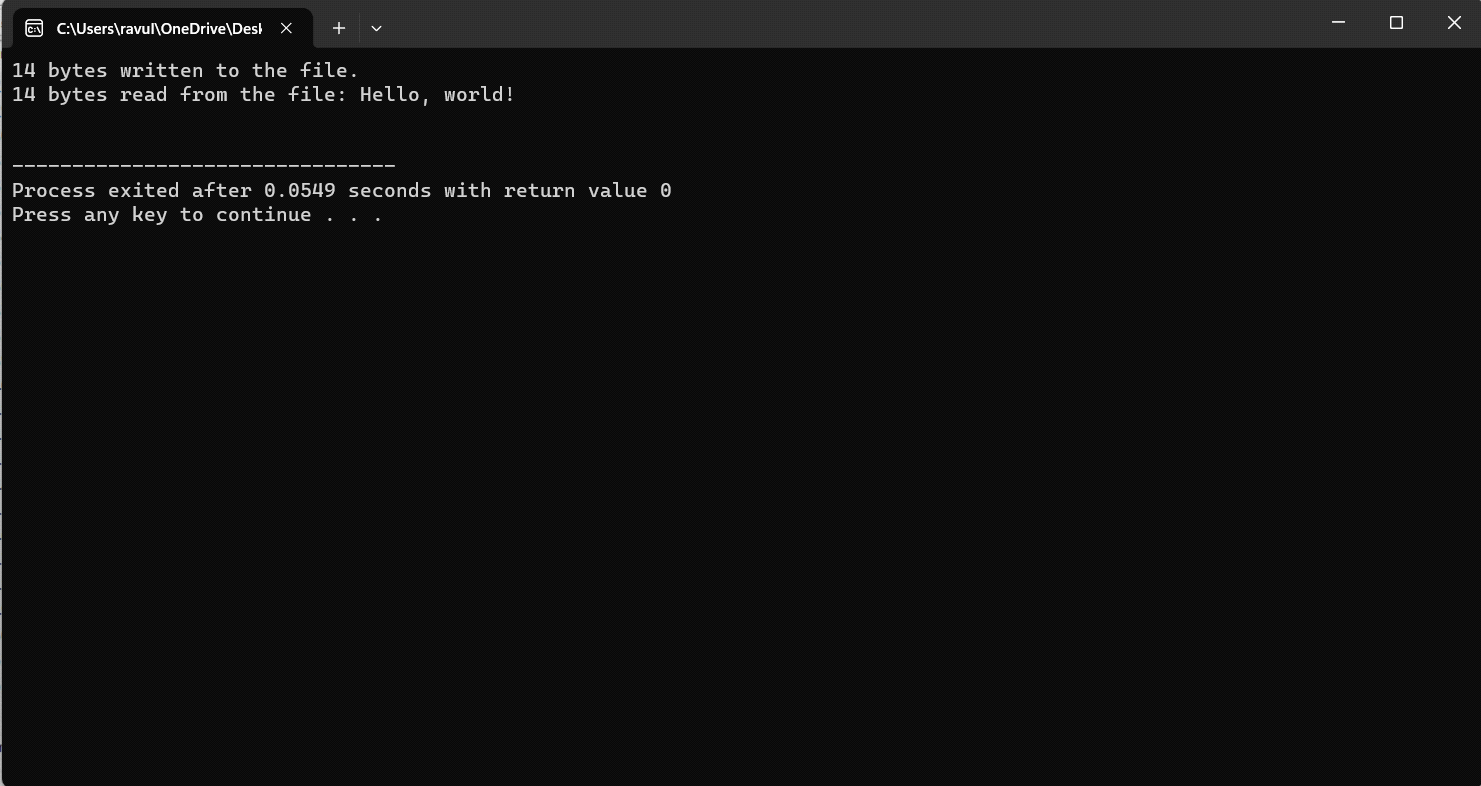 C:\Users\ravul\OneDrive\Desk
14 bytes written to the file.
14 bytes read from the file: Hello, world!
--------------------------------
Process exited after 0.0549 seconds with return value 0
Press any key to continue . . .